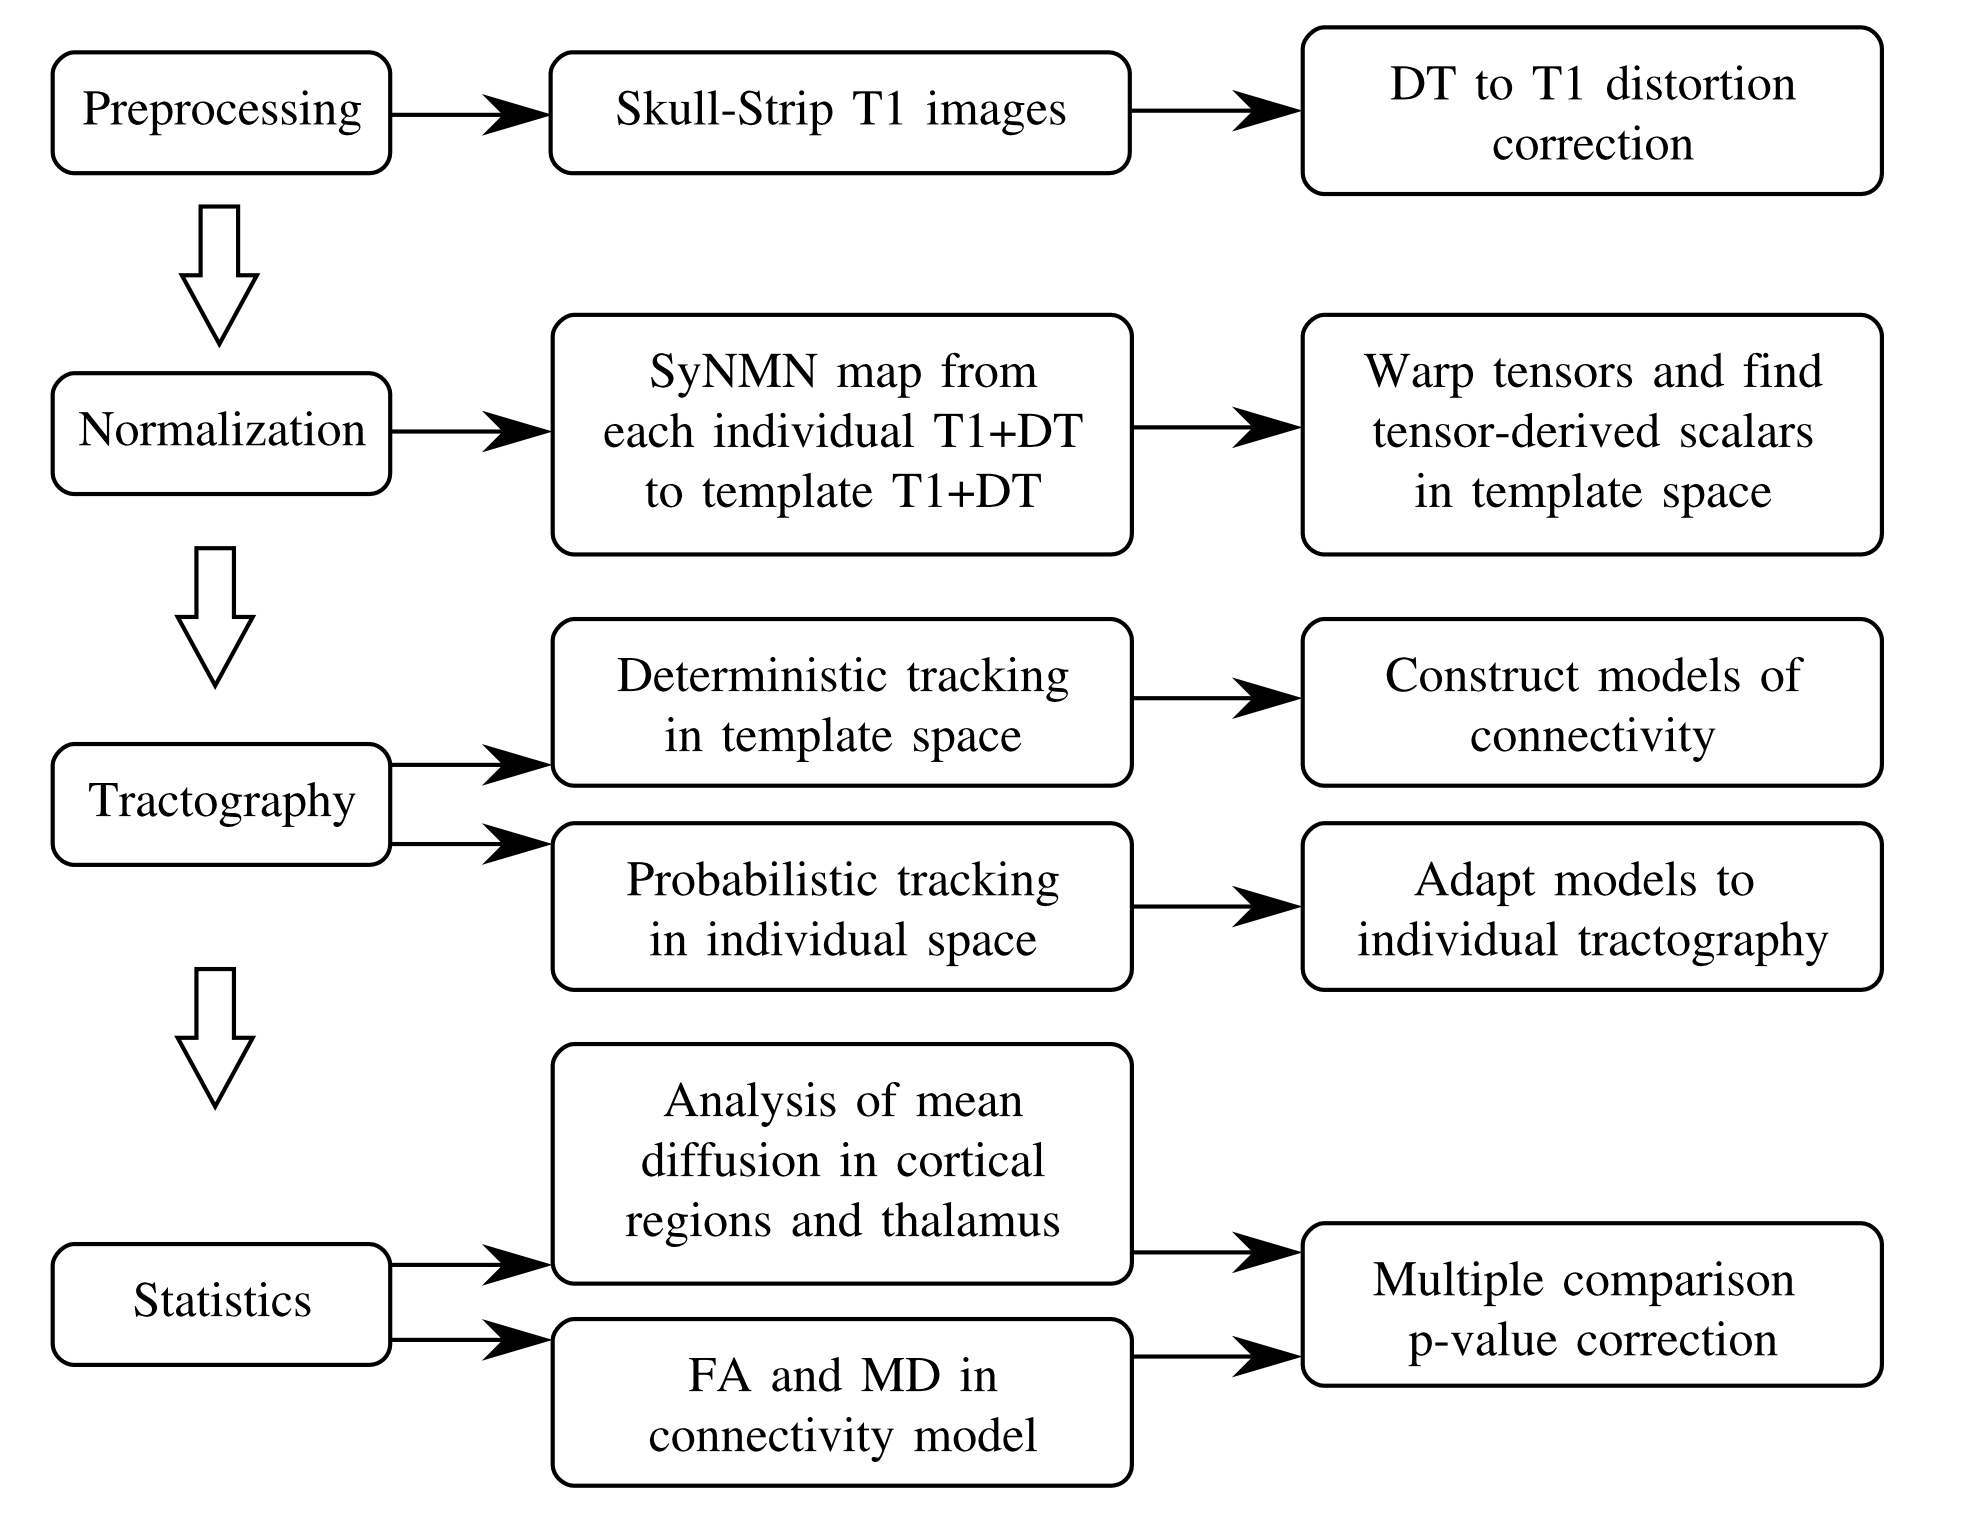 Preprocessing
Skull-Strip T1 images
DT to T1 distortion
correction
Normalization
SyNMN map from
each individual T1+DT
to template T1+DT
Warp tensors and find
tensor-derived scalars
in template space
Tractography
Deterministic tracking
in template space
Construct models of
connectivity
Probabilistic tracking
in individual space
Adapt models to
individual tractography
Statistics
Analysis of mean
diffusion in cortical
regions and thalamus
FA and MD in
connectivity model
Multiple comparison
p-value correction